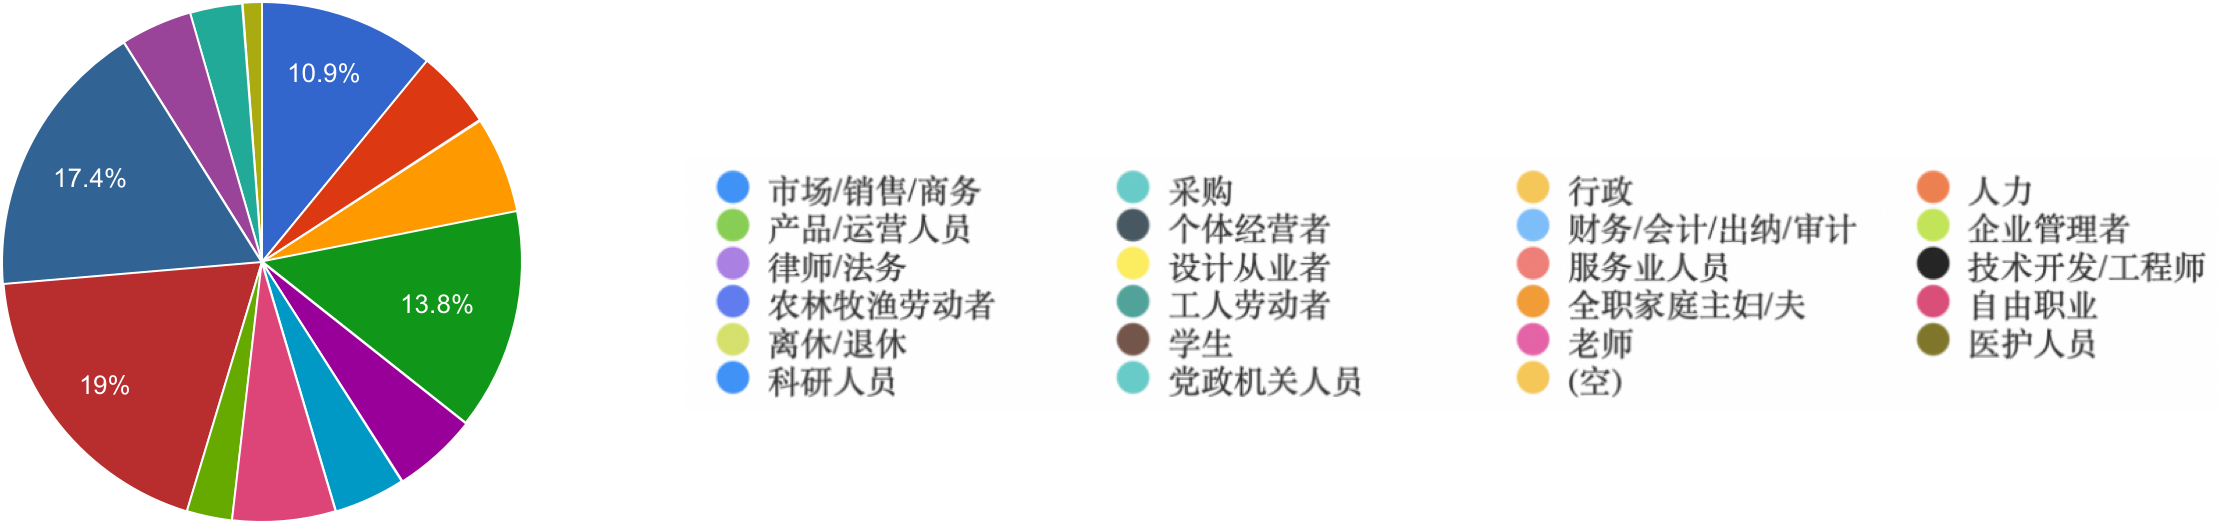 10.9%
17.4%
13.8%
19%
市场/销售/商务 采购 行政 人力
产品/运营人员 个体经营者 财务/会计/出纳/审计 企业管理者
律师/法务 设计从业者 服务业人员 技术开发/工程师
农林牧渔劳动者 工人劳动者 全职家庭主妇/夫 自由职业
离休/退休 学生 老师 医护人员
科研人员 党政机关人员 (空)